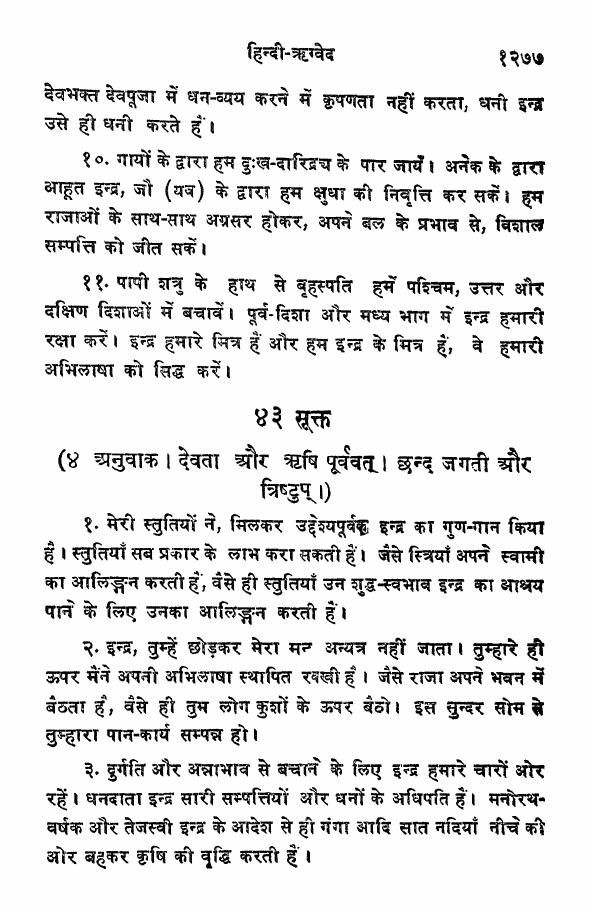 हिन्दी-ऋग्वेद १२७७
देवभक्त देवपूजा में धन-व्यय करने में कृपणता नहीं करता, धनी इन्द्र
उसे ही धनी करते हैं।
१०. गायों के द्वारा हम दुःख-दारिद्र्य के पार जायें। अनेक के द्वारा
आहूत इन्द्र, जौ (यव) के द्वारा हम क्षुधा की निवृत्ति कर सकें। हम
राजाओं के साथ-साथ अग्रसर होकर, अपने बल के प्रभाव से, विशाल
सम्पत्ति को जीत सकें।
११. पापी शत्रु के हाथ से बृहस्पति हमें पश्चिम, उत्तर और
दक्षिण दिशाओं में बचावें। पूर्व-दिशा और मध्य भाग में इन्द्र हमारी
रक्षा करें। इन्द्र हमारे मित्र हैं और हम इन्द्र के मित्र हैं, वे हमारी
अभिलाषा को सिद्ध करें।
४३ सूक्त
(४ अनुवाक। देवता और ऋषि पूर्ववत्। छन्द जगती और
त्रिष्टुप्।)
१. मेरी स्तुतियों ने, मिलकर उद्देश्यपूर्वक इन्द्र का गुण-गान किया
है। स्तुतियाँ सब प्रकार के लाभ करा सकती हैं। जैसे स्त्रियाँ अपने स्वामी
का आलिङ्गन करती हैं, वैसे ही स्तुतियाँ उन शुद्ध-स्वभाव इन्द्र का आश्रय
पाने के लिए उनका आलिङ्गन करती हैं।
२. इन्द्र, तुम्हें छोड़कर मेरा मन अन्यत्र नहीं जाता। तुम्हारे ही
ऊपर मैंने अपनी अभिलाषा स्थापित रक्खी है। जैसे राजा अपने भवन में
बैठता है, वैसे ही तुम लोग कुशों के ऊपर बैठो। इस सुन्दर सोम से
तुम्हारा पान-कार्य सम्पन्न हो।
३. दुर्गति और अन्नाभाव से बचाने के लिए इन्द्र हमारे चारों ओर
रहें। धनदाता इन्द्र सारी सम्पत्तियों और धनों के अधिपति हैं। मनोरथ-
वर्षक और तेजस्वी इन्द्र के आदेश से ही गंगा आदि सात नदियाँ नीचे की
ओर बहकर कृषि की वृद्धि करती हैं।